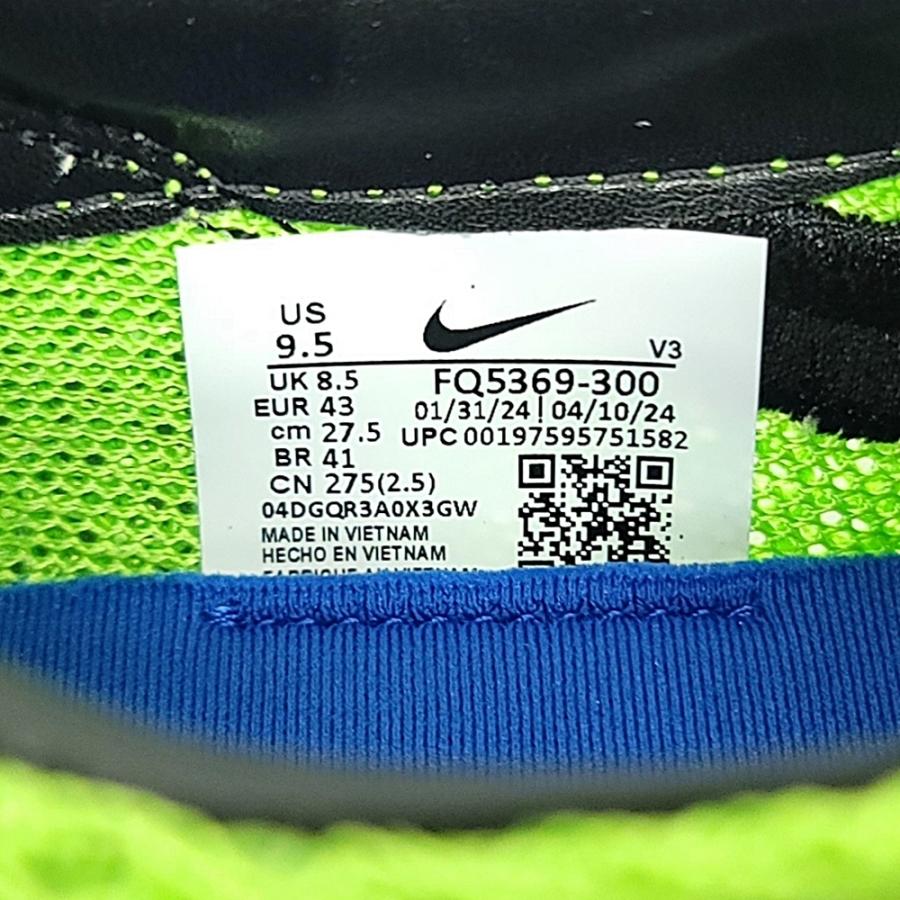 US
9.5
V3
UK 8.5
FQ5369-300
EUR 43
01/31/24 | 04/10/24
cm 27.5
UPC 00197595751582
BR 41
CN 275(2.5)
04DGQR3A0X3GW
MADE IN VIETNAM
HECHO EN VIETNAM